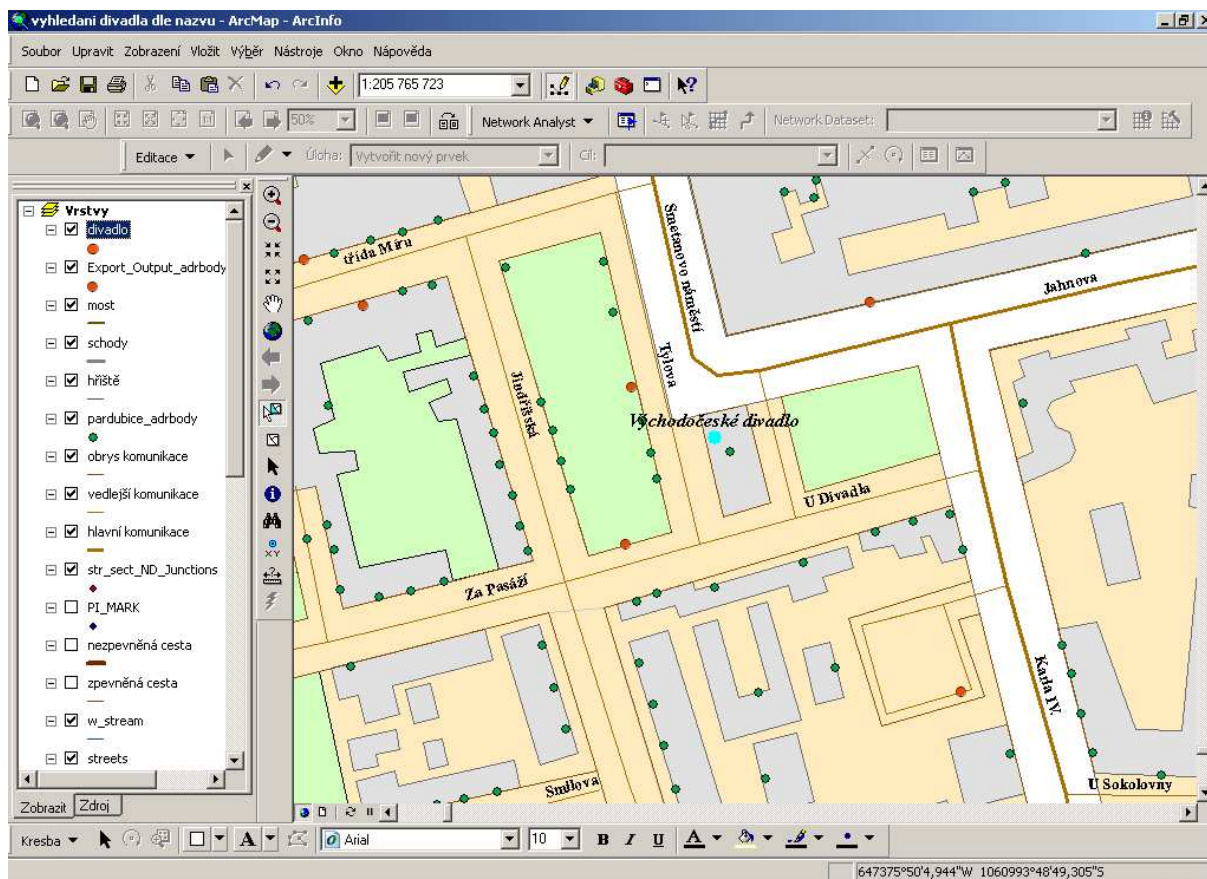 vyhledani divadla dle nazvu - ArcMap - ArcInfo
Soubor Upravit Zobrazení Vložit Výběr Nástroje Okno Nápověda
1:205 765 723
50% Network Analyst Network Dataset:
Editace Úloha: Vytvořit nový prvek Cíl:
Vrstvy
divadlo
Export_Output_adrbody
most
schody
hřiště
pardubice_adrbody
obrys komunikace
vedlejší komunikace
hlavní komunikace
str_sect_ND_Junctions
PI_MARK
nezpevněná cesta
zpevněná cesta
w_stream
streets
Zobrazit Zdroj
XY
třída Míru
Smetanovo náměstí
Jahnova
Jindřišská
Tylova
Východočeské divadlo
U Divadla
Za Pasáží
Karla IV.
Smilova
U Sokolovny
Kresba A Arial 10 B I U A
647375°50'4,944"W 1060993°48'49,305"S